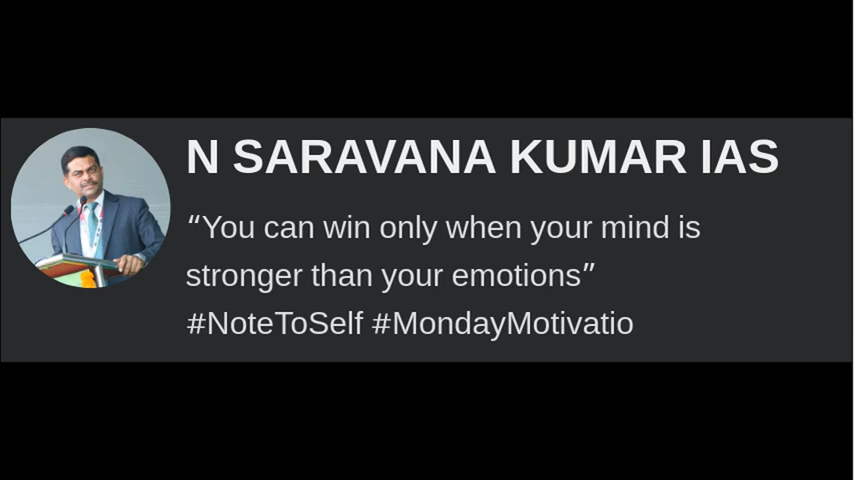 N SARAVANA KUMAR IAS
“You can win only when your mind is
stronger than your emotions”
#NoteToSelf #MondayMotivatio